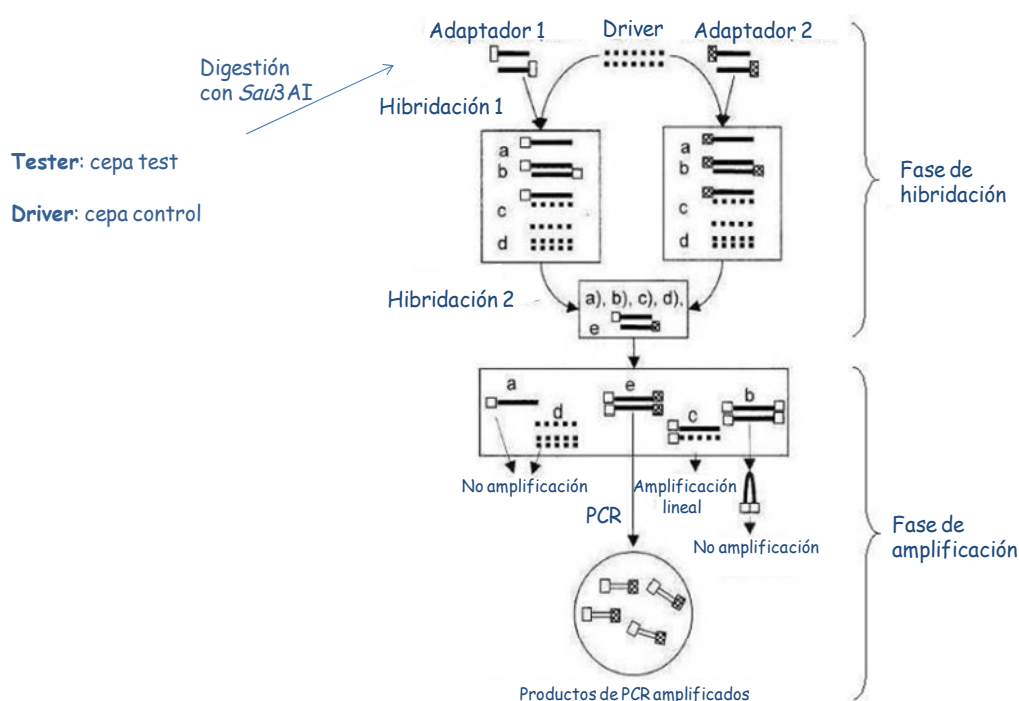 Adaptador 1
Driver
Adaptador 2
Digestión
con Sau3AI
Hibridación 1
Tester: cepa test
Driver: cepa control
a
b
c
d
a
b
c
d
Fase de
hibridación
Hibridación 2
a), b), c), d),
e
a
d
e
c
b
No amplificación
Amplificación
lineal
PCR
No amplificación
Fase de
amplificación
Productos de PCR amplificados